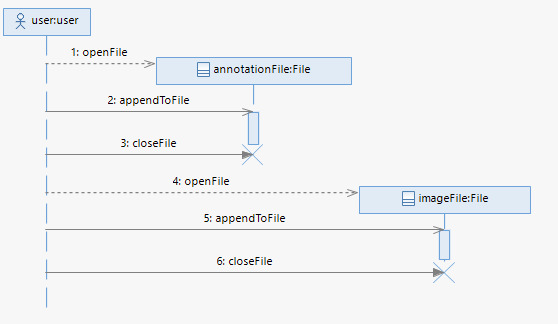 user:user
1: openFile
annotationFile:File
2: appendToFile
3: closeFile
4: openFile
imageFile:File
5: appendToFile
6: closeFile